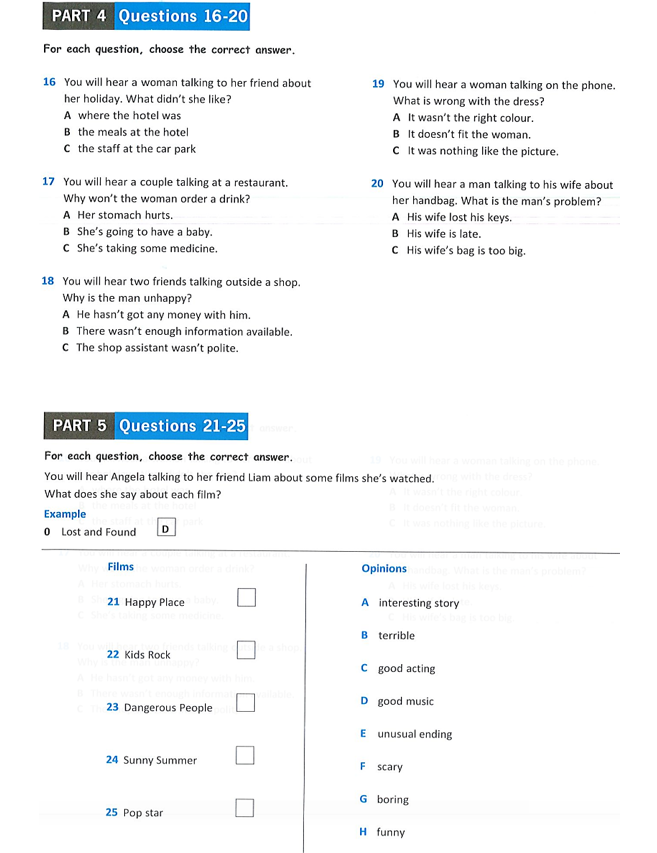 PART 4 Questions 16-20
For each question, choose the correct answer.
16 You will hear a woman talking to her friend about
her holiday. What didn't she like?
A where the hotel was
B the meals at the hotel
C the staff at the car park
17 You will hear a couple talking at a restaurant.
Why won't the woman order a drink?
A Her stomach hurts.
B She's going to have a baby.
C She's taking some medicine.
18 You will hear two friends talking outside a shop.
Why is the man unhappy?
A He hasn't got any money with him.
B There wasn't enough information available.
C The shop assistant wasn't polite.
19 You will hear a woman talking on the phone.
What is wrong with the dress?
A It wasn't the right colour.
B It doesn't fit the woman.
C It was nothing like the picture.
20 You will hear a man talking to his wife about
her handbag. What is the man's problem?
A His wife lost his keys.
B His wife is late.
C His wife's bag is too big.
PART 5 Questions 21-25
For each question, choose the correct answer.
You will hear Angela talking to her friend Liam about some films she's watched.
What does she say about each film?
Example
0 Lost and Found D
Films
21 Happy Place
22 Kids Rock
23 Dangerous People
24 Sunny Summer
25 Pop star
Opinions
A interesting story
B terrible
C good acting
D good music
E unusual ending
F scary
G boring
H funny